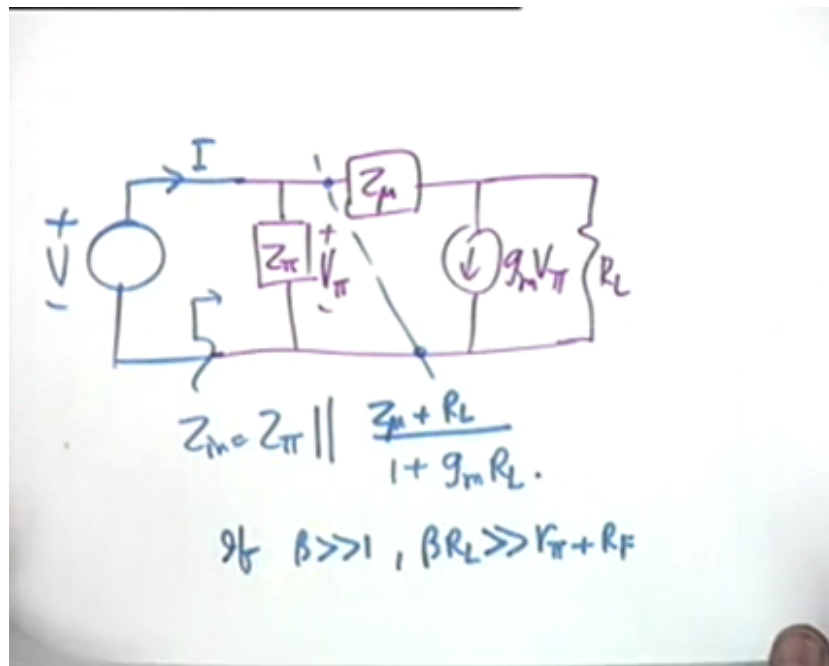 I
Zμ
+
V
-
Zπ
+
Vπ
-
gmVπ
RL
Zin = Zπ || Zμ + RL / 1 + gmRL.
If β>>1, βRL>>rπ + RF